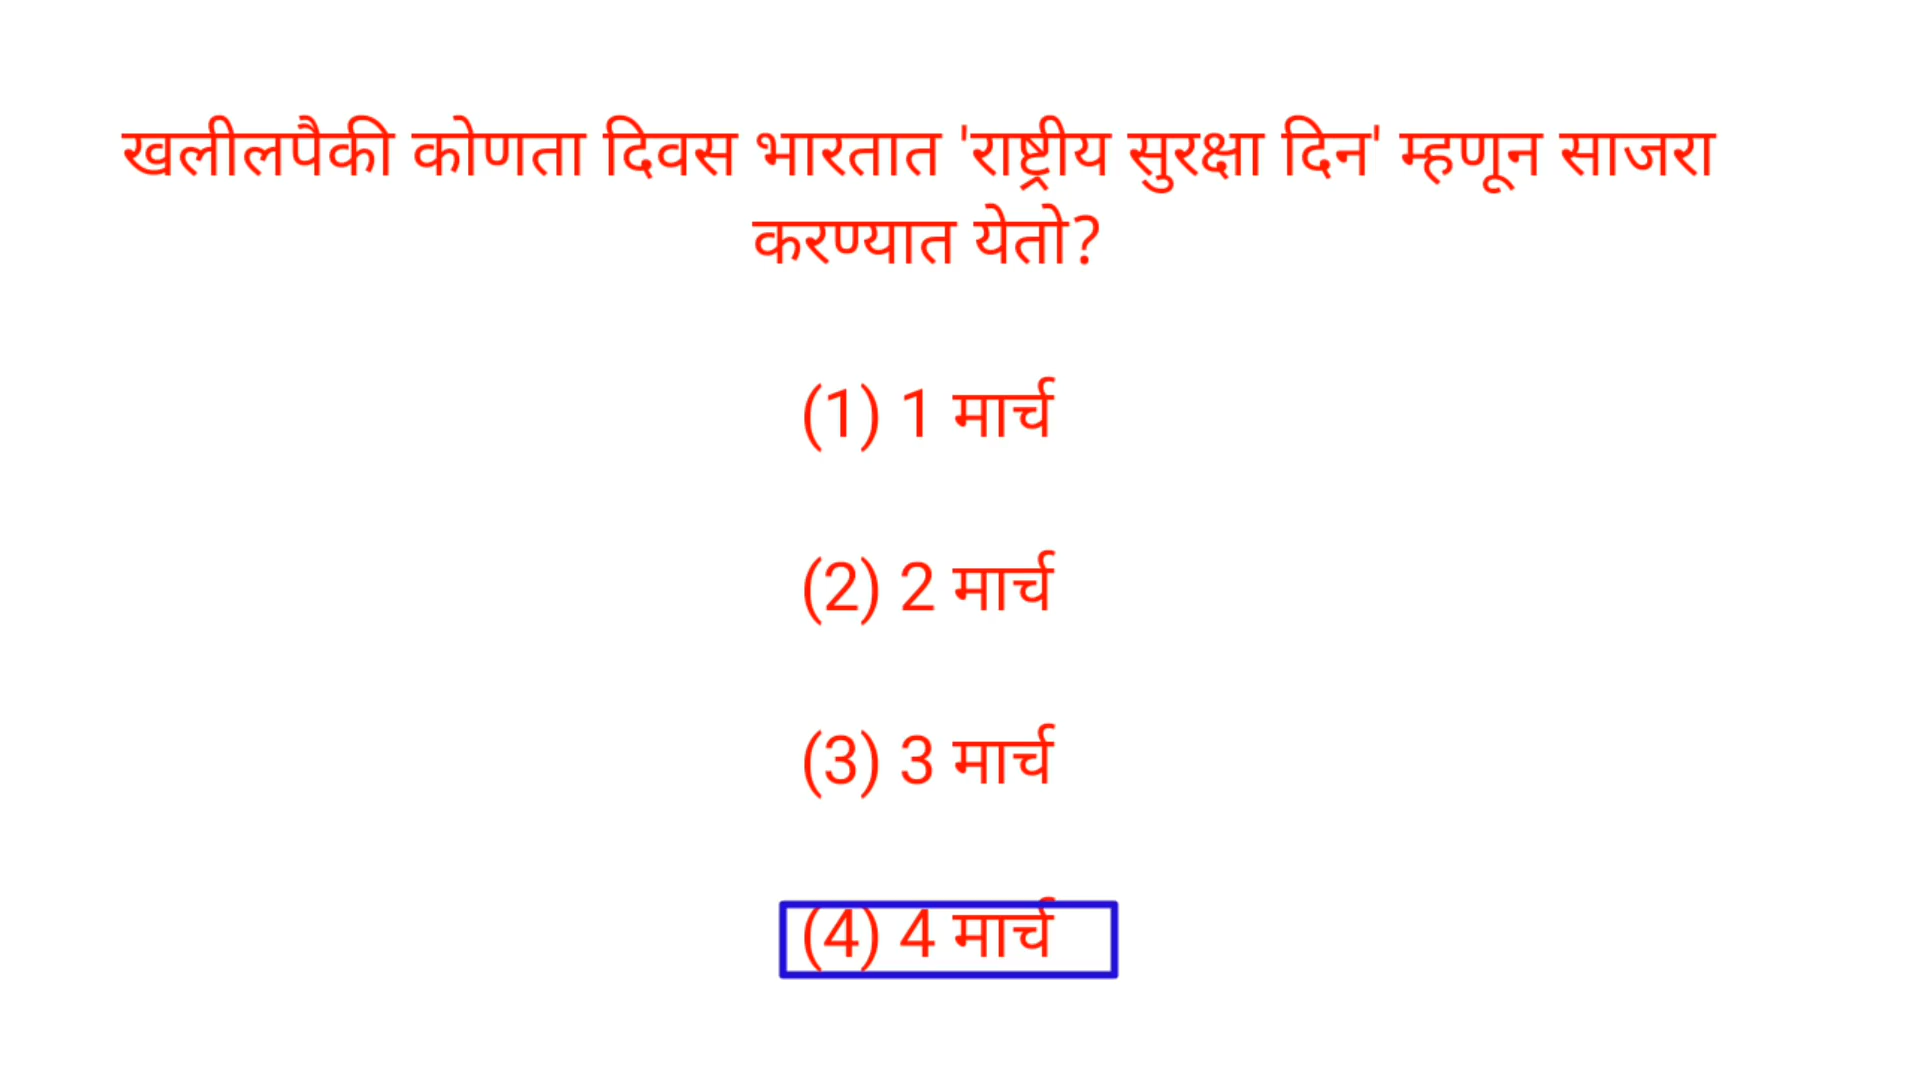 खलीलपैकी कोणता दिवस भारतात 'राष्ट्रीय सुरक्षा दिन' म्हणून साजरा
करण्यात येतो?
(1) 1 मार्च
(2) 2 मार्च
(3) 3 मार्च
(4) 4 मार्च